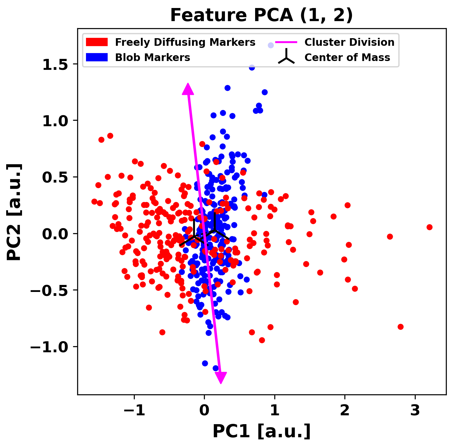 Feature PCA (1, 2)
Freely Diffusing Markers
Blob Markers
Cluster Division
Center of Mass
1.5
1.0
0.5
0.0
−0.5
−1.0
PC2 [a.u.]
−1 0 1 2 3
PC1 [a.u.]